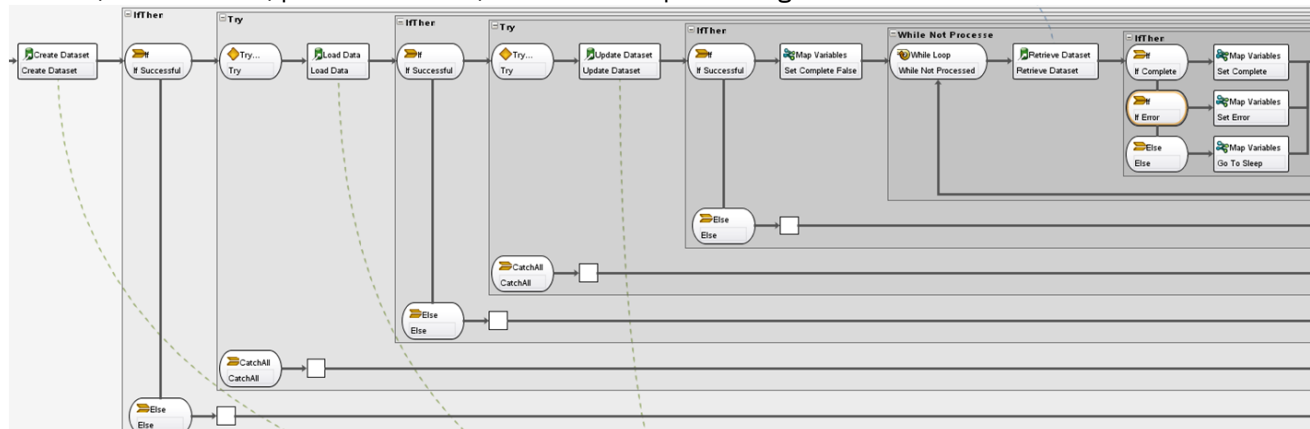 IfThen
Try
IfThen
Try
IfThen
While Not Processe
IfThen
Create Dataset
Create Dataset
If
If Successful
Try...
Try
Load Data
Load Data
If
If Successful
Try...
Try
Update Dataset
Update Dataset
If
If Successful
Map Variables
Set Complete False
While Loop
While Not Processed
Retrieve Dataset
Retrieve Dataset
If
If Complete
Map Variables
Set Complete
If
If Error
Map Variables
Set Error
Else
Else
Map Variables
Go To Sleep
Else
Else
CatchAll
CatchAll
Else
Else
CatchAll
CatchAll
Else
Else